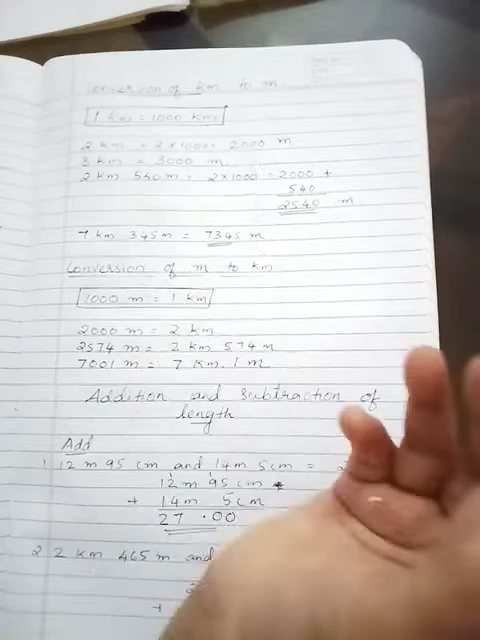 Conversion of km to m
1 km = 1000 kms
2 km = 2 x 1000 = 2000 m
3 km = 3000 m
2 km 540 m = 2 x 1000 = 2000 +
540
2540 m
7 km 345 m = 7345 m
Conversion of m to km
1000 m = 1 km
2000 m = 2 km
2574 m = 2 km 574 m
7001 m = 7 km. 1 m
Addition and subtraction of
length
Add
1 12 m 95 cm and 14 m 5 cm =
12 m 95 cm
+ 14 m 5 cm
27 . 00
2 2 km 465 m and
+